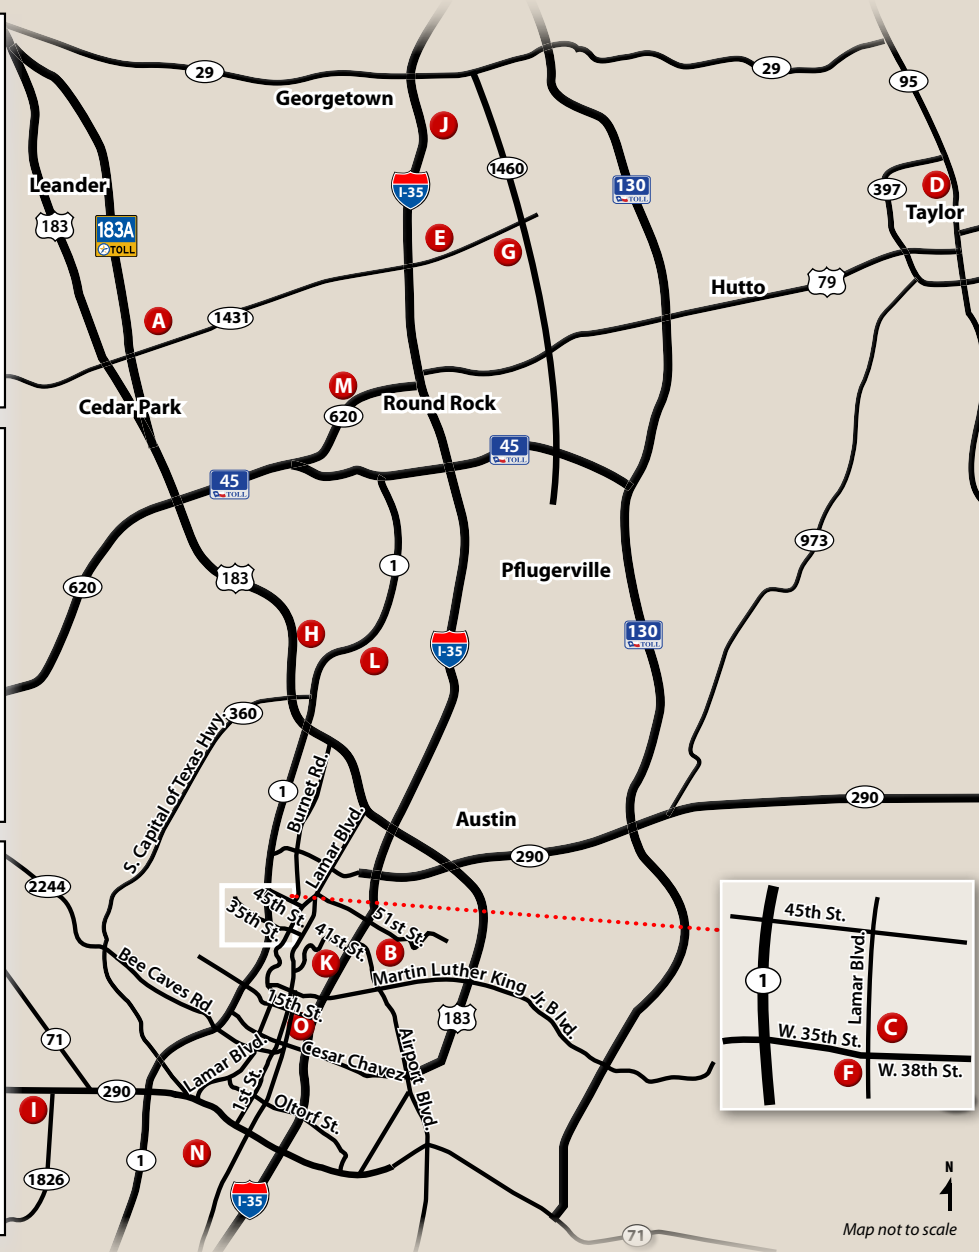 29
29
95
Georgetown
J
1460
I-35
130
TOLL
397
D
Taylor
Leander
183
183A
TOLL
E
G
Hutto
79
A
1431
M
620
Round Rock
Cedar Park
45
TOLL
45
TOLL
973
1
Pflugerville
183
620
H
L
I-35
130
TOLL
360
S. Capital of Texas Hwy.
1
Burnet Rd.
Lamar Blvd.
Austin
290
290
2244
45th St.
35th St.
41st St.
51st St.
B
K
Bee Caves Rd.
Martin Luther King Jr. Blvd.
15th St.
O
183
71
Cesar Chavez
Airport Blvd.
Lamar Blvd.
1st St.
Oltorf St.
290
I
N
1
1826
I-35
71
45th St.
Lamar Blvd.
1
C
W. 35th St.
F
W. 38th St.
N
Map not to scale